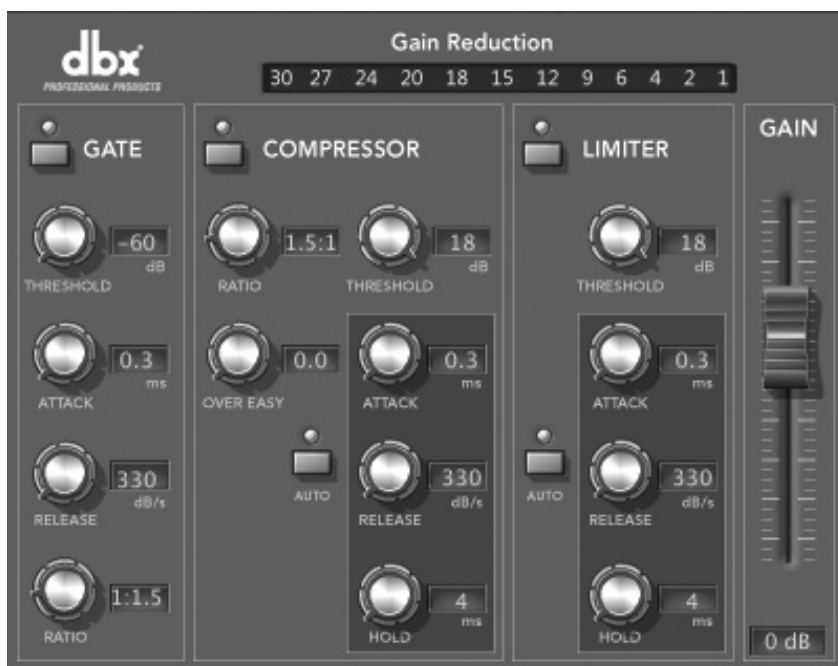 dbx
PROFESSIONAL PRODUCTS
Gain Reduction
30 27 24 20 18 15 12 9 6 4 2 1
GATE
-60
dB
THRESHOLD
0.3
ms
ATTACK
330
dB/s
RELEASE
1:1.5
RATIO
COMPRESSOR
1.5:1
RATIO
18
dB
THRESHOLD
0.0
OVER EASY
0.3
ms
ATTACK
AUTO
330
dB/s
RELEASE
4
ms
HOLD
LIMITER
18
dB
THRESHOLD
0.3
ms
ATTACK
AUTO
330
dB/s
RELEASE
4
ms
HOLD
GAIN
0 dB